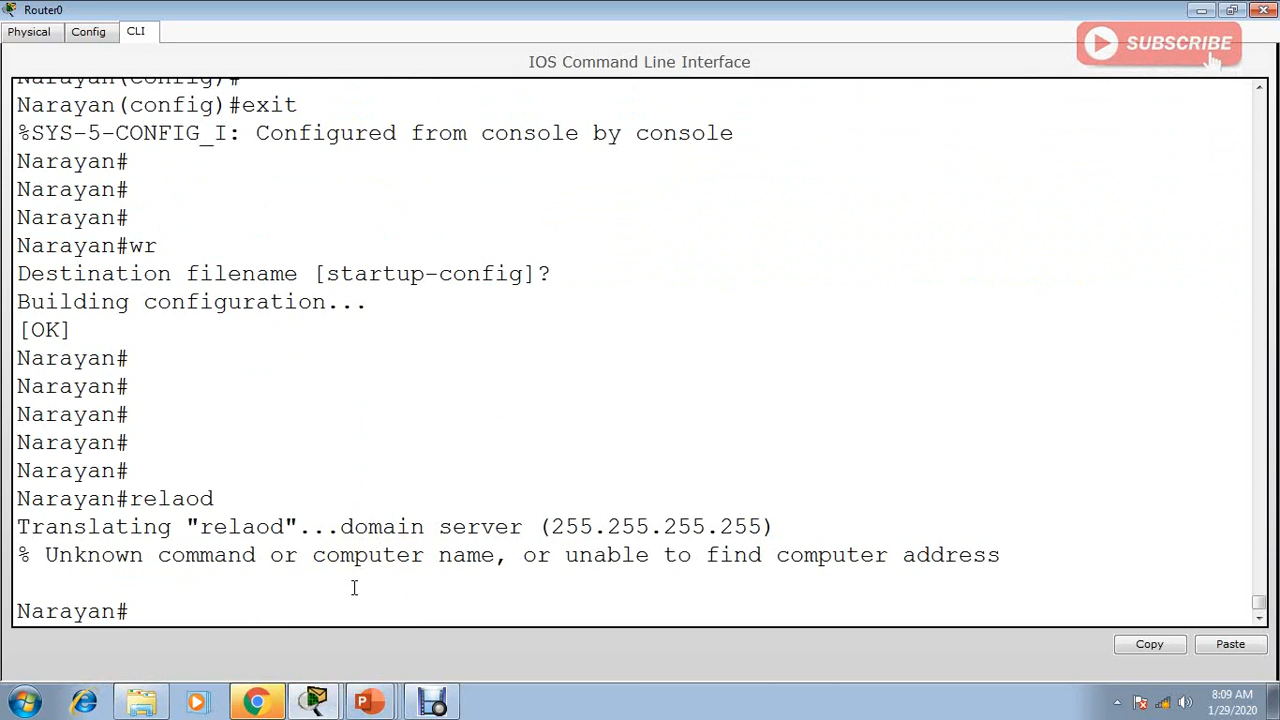 Router0
Physical Config CLI
SUBSCRIBE
IOS Command Line Interface
Narayan(config)#
Narayan(config)#exit
%SYS-5-CONFIG_I: Configured from console by console
Narayan#
Narayan#
Narayan#
Narayan#wr
Destination filename [startup-config]?
Building configuration...
[OK]
Narayan#
Narayan#
Narayan#
Narayan#
Narayan#
Narayan#relaod
Translating "relaod"...domain server (255.255.255.255)
% Unknown command or computer name, or unable to find computer address
Narayan#
Copy Paste
8:09 AM
1/29/2020